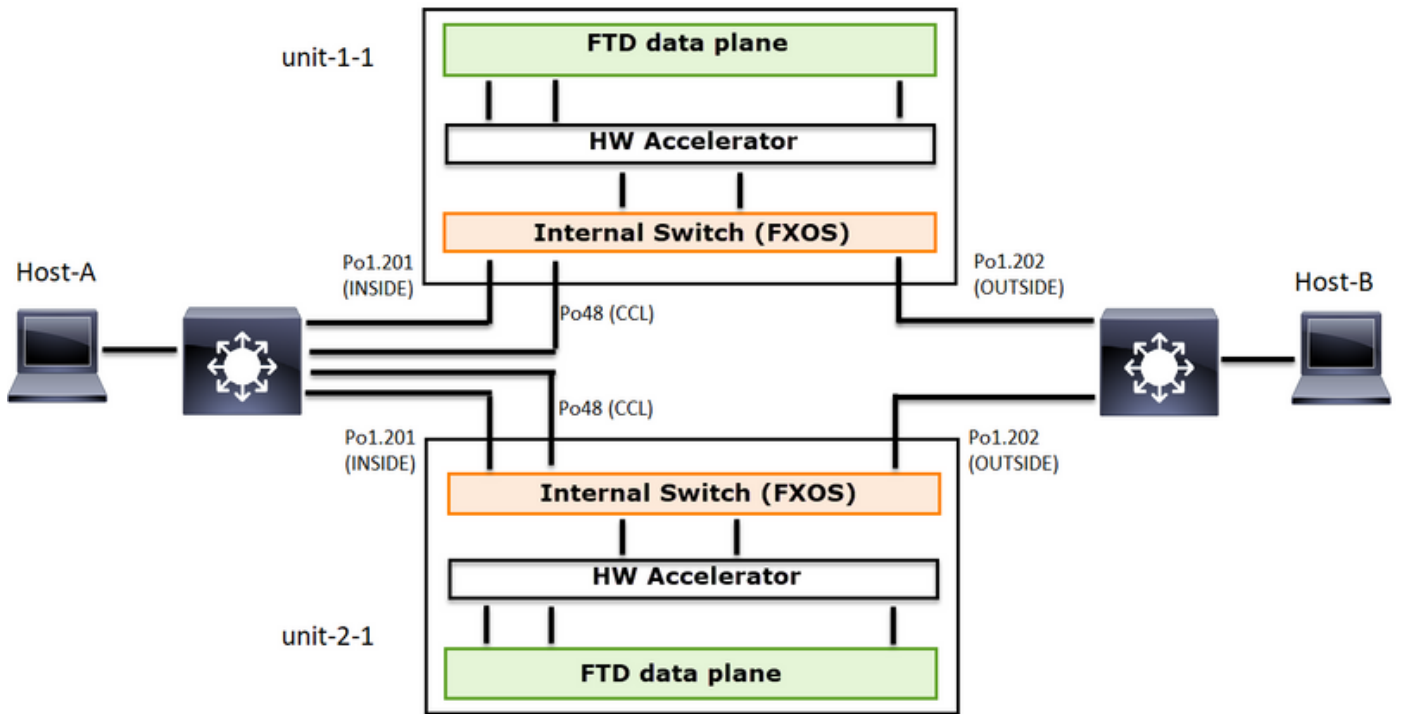 FTD data plane
unit-1-1
HW Accelerator
Internal Switch (FXOS)
Po1.201
(INSIDE)
Po1.202
(OUTSIDE)
Host-A
Host-B
Po48 (CCL)
Po48 (CCL)
Po1.201
(INSIDE)
Po1.202
(OUTSIDE)
Internal Switch (FXOS)
HW Accelerator
unit-2-1
FTD data plane